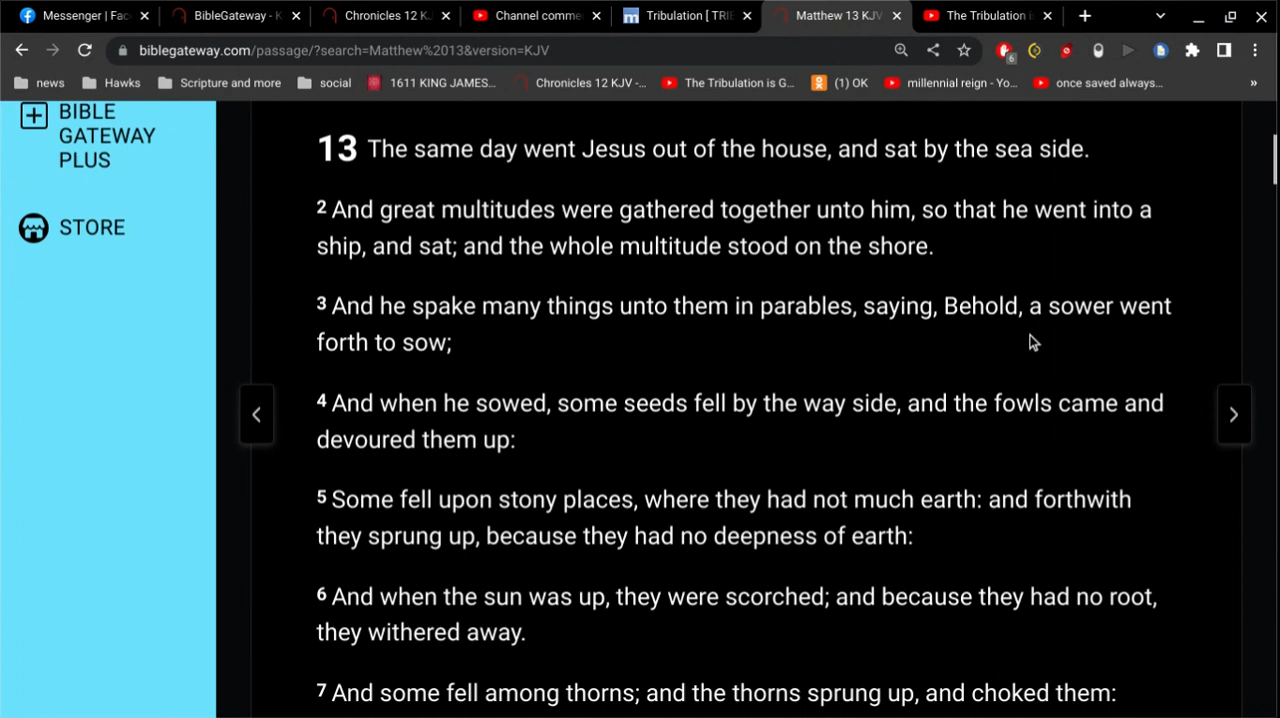 Messenger | Fac
BibleGateway - K
Chronicles 12 KJ
Channel comme
Tribulation [ TRIE
Matthew 13 KJV
The Tribulation i
biblegateway.com/passage/?search=Matthew%2013&version=KJV
6
news
Hawks
Scripture and more
social
1611 KING JAMES...
Chronicles 12 KJV -...
The Tribulation is G...
(1) OK
millennial reign - Yo...
once saved always...
»
BIBLE
GATEWAY
PLUS
STORE
13 The same day went Jesus out of the house, and sat by the sea side.
2 And great multitudes were gathered together unto him, so that he went into a
ship, and sat; and the whole multitude stood on the shore.
3 And he spake many things unto them in parables, saying, Behold, a sower went
forth to sow;
4 And when he sowed, some seeds fell by the way side, and the fowls came and
devoured them up:
5 Some fell upon stony places, where they had not much earth: and forthwith
they sprung up, because they had no deepness of earth:
6 And when the sun was up, they were scorched; and because they had no root,
they withered away.
7 And some fell among thorns; and the thorns sprung up, and choked them: